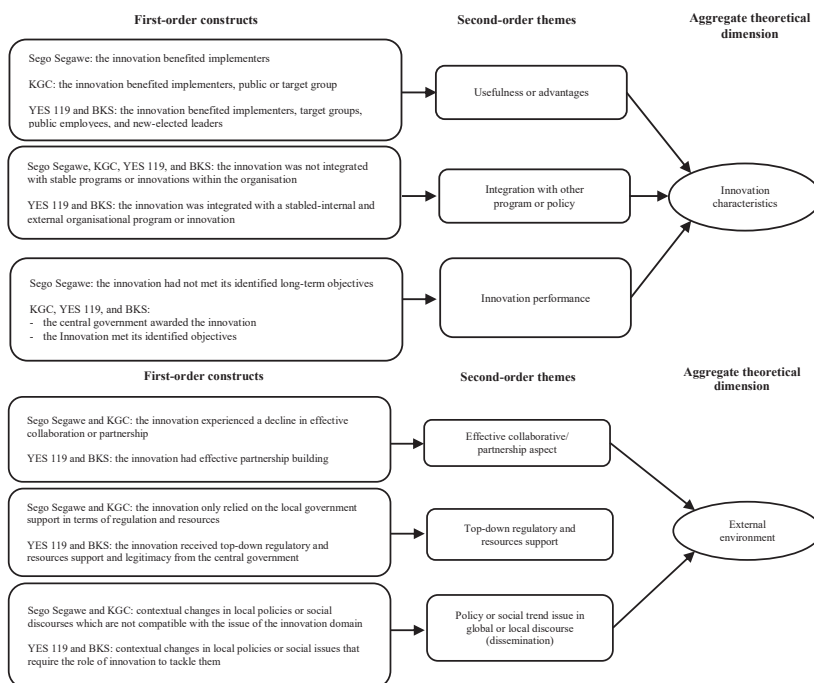 First-order constructs
Second-order themes
Aggregate theoretical
dimension
Sego Segawe: the innovation benefited implementers
KGC: the innovation benefited implementers, public or target group
YES 119 and BKS: the innovation benefited implementers, target groups,
public employees, and new-elected leaders
Usefulness or advantages
Sego Segawe, KGC, YES 119, and BKS: the innovation was not integrated
with stable programs or innovations within the organisation
YES 119 and BKS: the innovation was integrated with a stabled-internal and
external organisational program or innovation
Integration with other
program or policy
Innovation
characteristics
Sego Segawe: the innovation had not met its identified long-term objectives
KGC, YES 119, and BKS:
- the central government awarded the innovation
- the Innovation met its identified objectives
Innovation performance
First-order constructs
Second-order themes
Aggregate theoretical
dimension
Sego Segawe and KGC: the innovation experienced a decline in effective
collaboration or partnership
YES 119 and BKS: the innovation had effective partnership building
Effective collaborative/
partnership aspect
Sego Segawe and KGC: the innovation only relied on the local government
support in terms of regulation and resources
YES 119 and BKS: the innovation received top-down regulatory and
resources support and legitimacy from the central government
Top-down regulatory and
resources support
External
environment
Sego Segawe and KGC: contextual changes in local policies or social
discourses which are not compatible with the issue of the innovation domain
YES 119 and BKS: contextual changes in local policies or social issues that
require the role of innovation to tackle them
Policy or social trend issue in
global or local discourse
(dissemination)